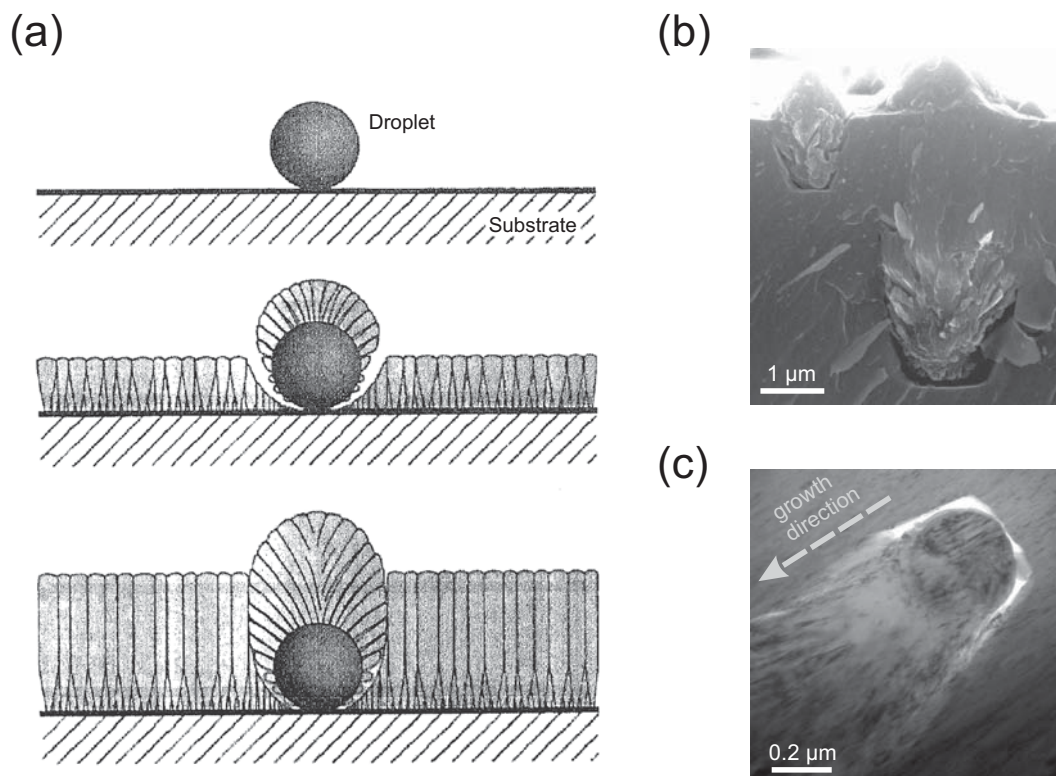 (a)
Droplet
Substrate
(b)
1 µm
(c)
growth
direction
0.2 µm